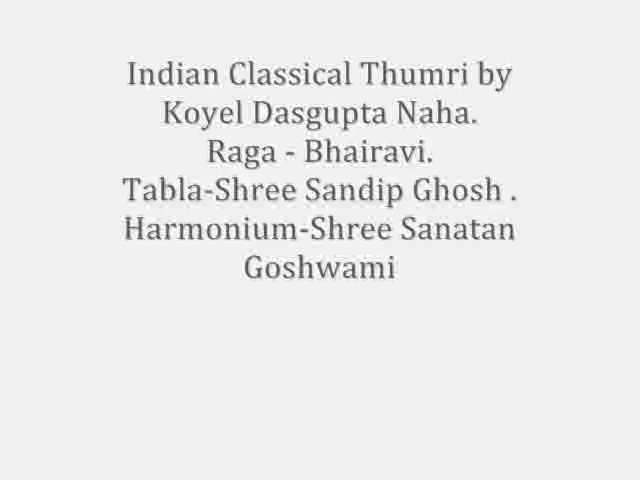 Indian Classical Thumri by
Koyel Dasgupta Naha.
Raga - Bhairavi.
Tabla-Shree Sandip Ghosh .
Harmonium-Shree Sanatan
Goshwami